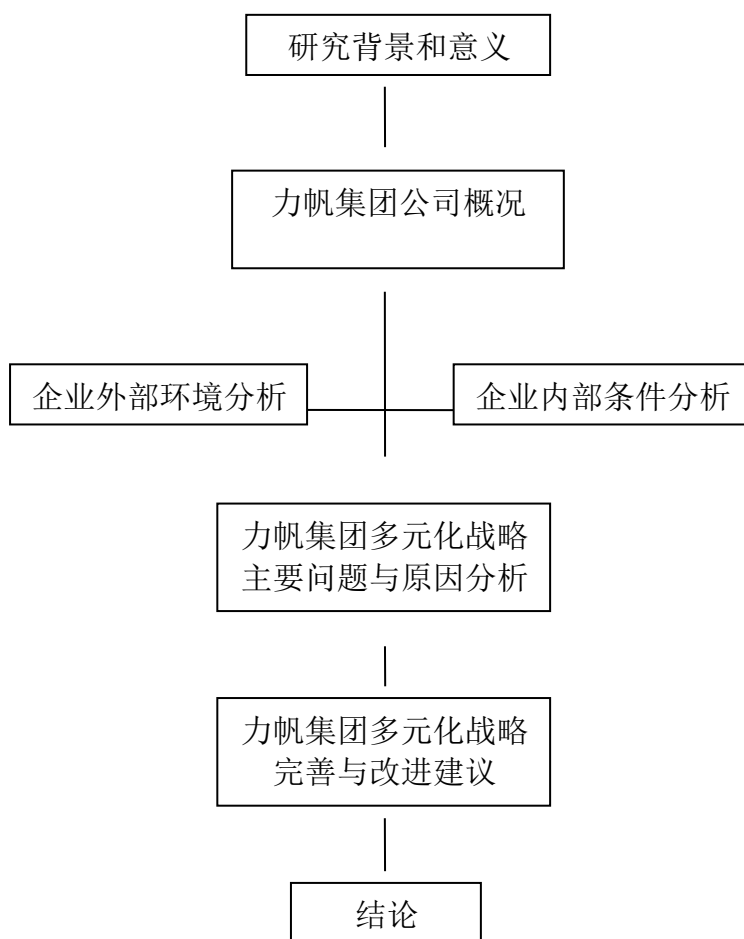 研究背景和意义
力帆集团公司概况
企业外部环境分析
企业内部条件分析
力帆集团多元化战略
主要问题与原因分析
力帆集团多元化战略
完善与改进建议
结论